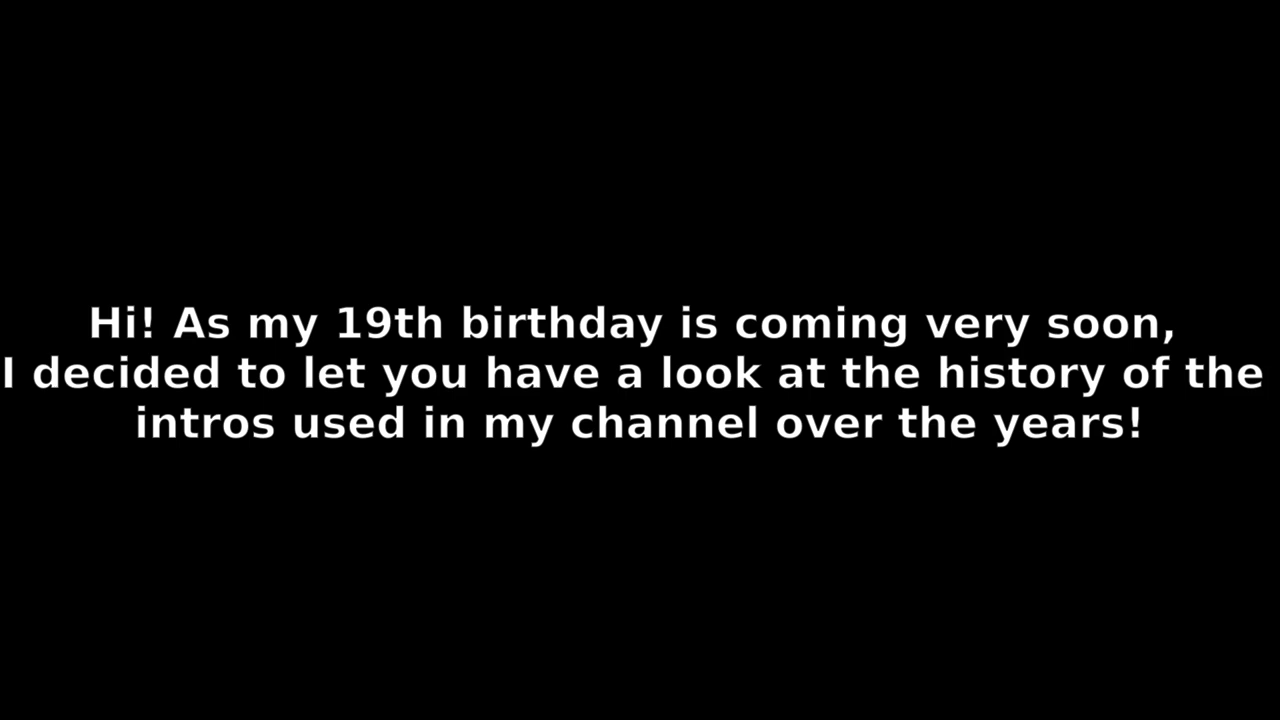 Hi! As my 19th birthday is coming very soon,
I decided to let you have a look at the history of the
intros used in my channel over the years!